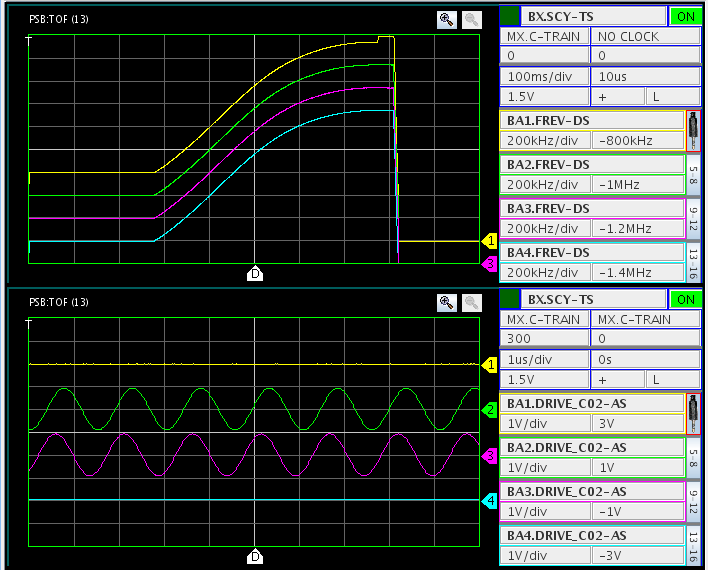 PSB:TOF (13)
BX.SCY-TS ON
MX.C-TRAIN NO CLOCK
0 0
100ms/div 10us
1.5V + L
BA1.FREV-DS
200kHz/div -800kHz
BA2.FREV-DS
200kHz/div -1MHz
5-8
BA3.FREV-DS
200kHz/div -1.2MHz
9-12
BA4.FREV-DS
200kHz/div -1.4MHz
13-16
1
3
D
PSB:TOF (13)
BX.SCY-TS ON
MX.C-TRAIN MX.C-TRAIN
300 0
1us/div 0s
1.5V + L
BA1.DRIVE_C02-AS
1V/div 3V
BA2.DRIVE_C02-AS
1V/div 1V
5-8
BA3.DRIVE_C02-AS
1V/div -1V
9-12
BA4.DRIVE_C02-AS
1V/div -3V
13-16
1
2
3
4
D